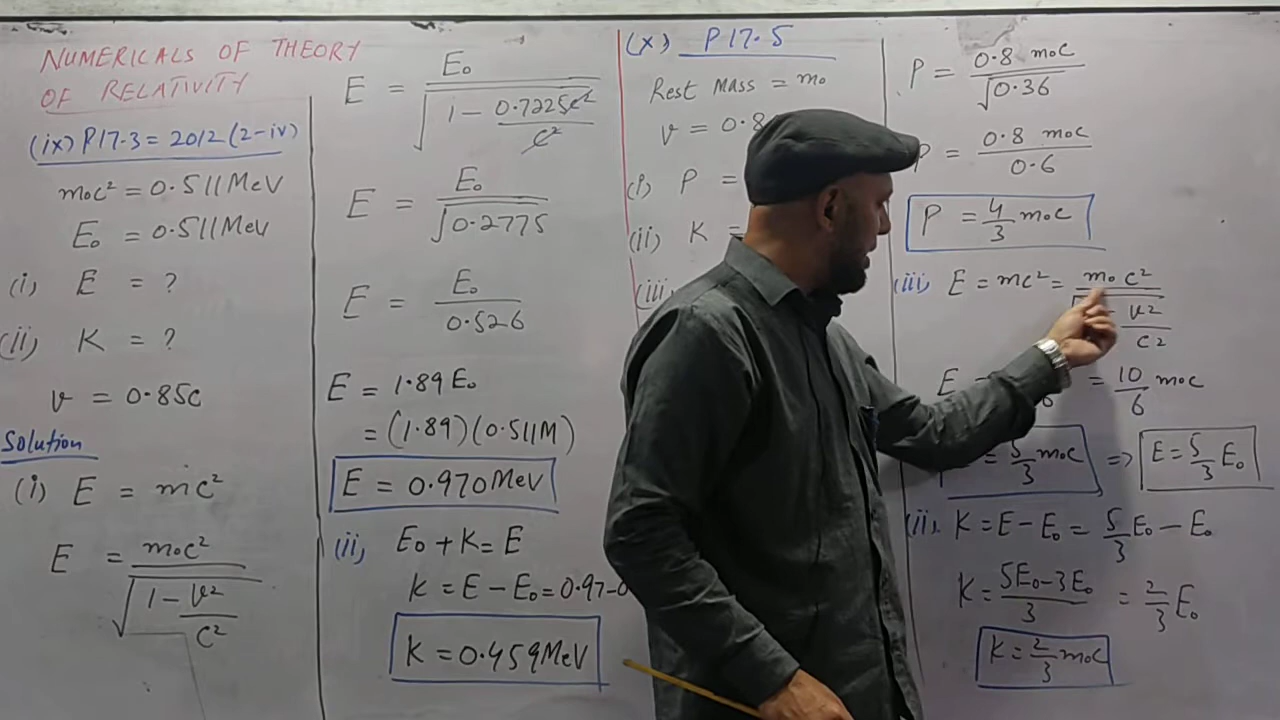 NUMERICALS OF THEORY
OF RELATIVITY
(ix) P17.3 = 2012 (2-iv)
m₀c² = 0.511 MeV
E₀ = 0.511 MeV
(i) E = ?
(ii) K = ?
v = 0.85c
Solution
(i) E = mc²
E = m₀c² / √(1 - v²/c²)
E = E₀ / √(1 - 0.7225c²/c²)
E = E₀ / √0.2775
E = E₀ / 0.526
E = 1.89 E₀
= (1.89)(0.511M)
E = 0.970 MeV
(ii) E₀ + K = E
K = E - E₀ = 0.97-0
K = 0.459 MeV
(x) P17.5
Rest Mass = m₀
v = 0.8
(i) P =
(ii) K =
(iii
P = 0.8 m₀c / √0.36
P = 0.8 m₀c / 0.6
P = 4/3 m₀c
(iii) E = mc² = m₀c² / √ - v²/c²
E = 6 = 10/6 m₀c
= 5/3 m₀c ⇒ E = 5/3 E₀
(ii) K = E - E₀ = 5/3 E₀ - E₀
K = 5E₀ - 3E₀ / 3 = 2/3 E₀
K = 2/3 m₀c